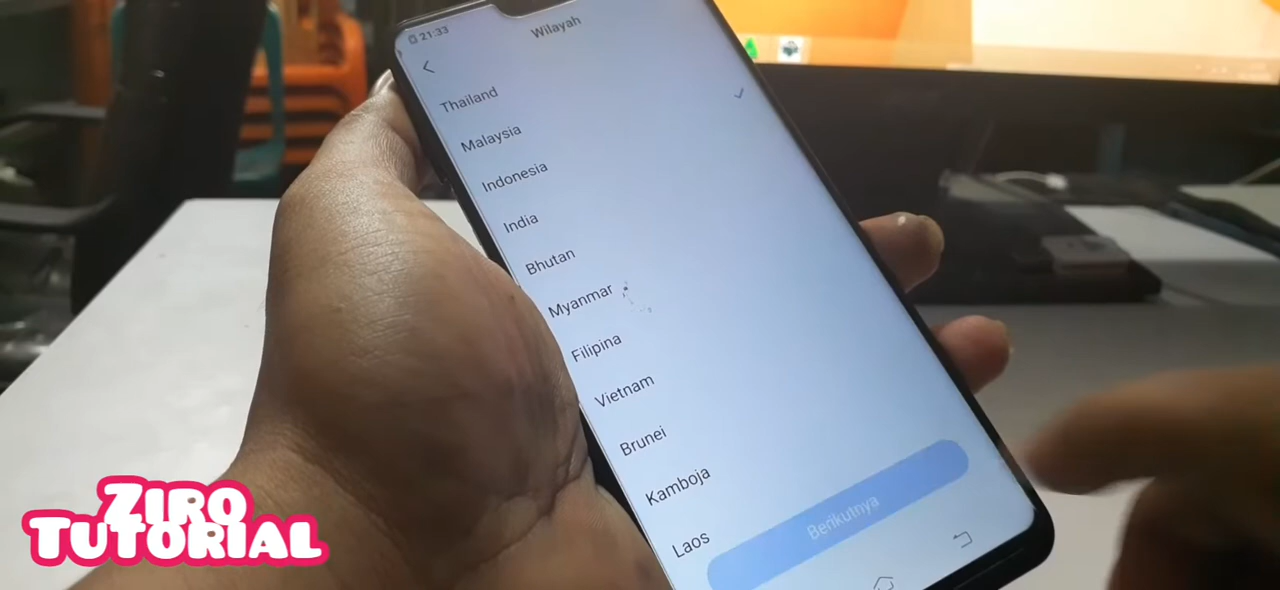 21:33
Wilayah
Thailand
Malaysia
Indonesia
India
Bhutan
Myanmar
Filipina
Vietnam
Brunei
Kamboja
Laos
Berikutnya
ZIRO
TUTORIAL